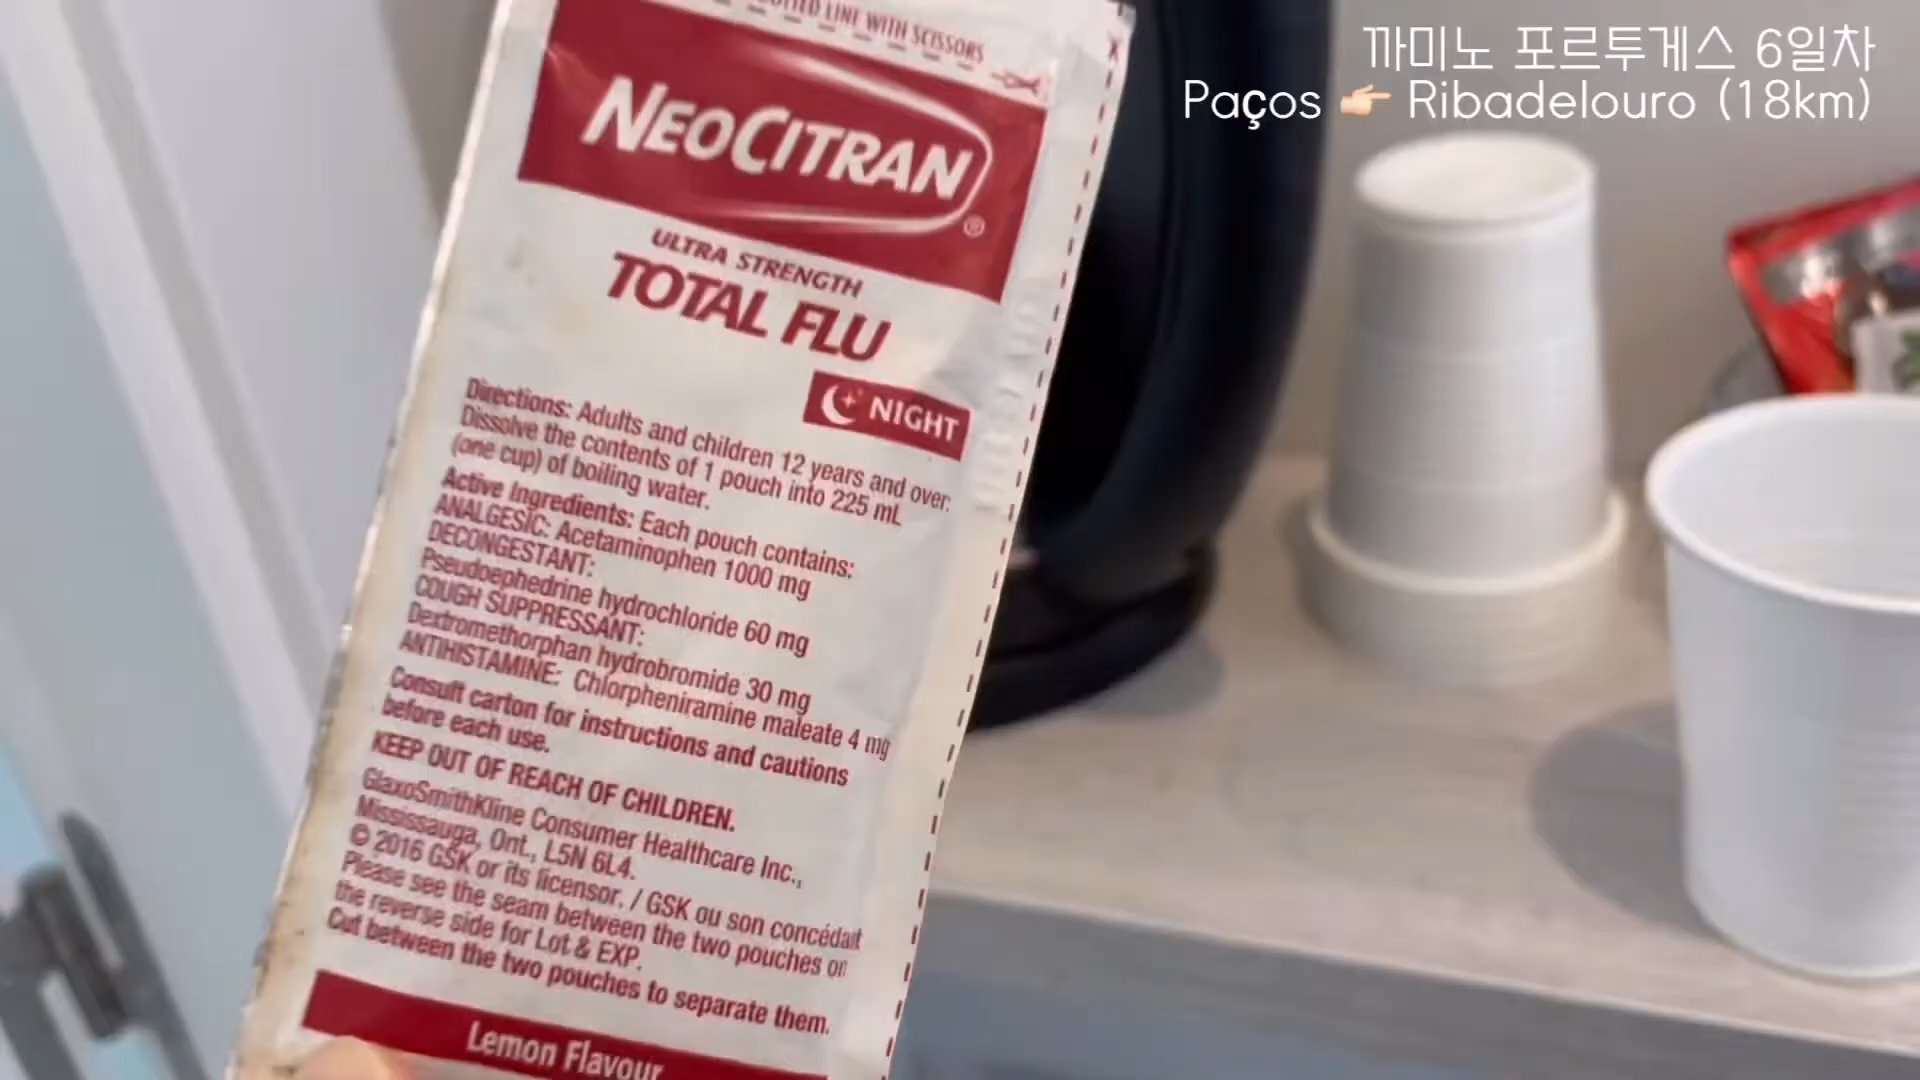 까미노 포르투게스 6일차
Paços 👉🏻 Ribadelouro (18km)
LINE WITH SCISSORS
NEOCITRAN
®
ULTRA STRENGTH
TOTAL FLU
NIGHT
Directions: Adults and children 12 years and over:
Dissolve the contents of 1 pouch into 225 mL
(one cup) of boiling water.
Active Ingredients: Each pouch contains:
ANALGESIC: Acetaminophen 1000 mg
DECONGESTANT:
Pseudoephedrine hydrochloride 60 mg
COUGH SUPPRESSANT:
Dextromethorphan hydrobromide 30 mg
ANTIHISTAMINE: Chlorpheniramine maleate 4 mg
Consult carton for instructions and cautions
before each use.
KEEP OUT OF REACH OF CHILDREN.
GlaxoSmithKline Consumer Healthcare Inc.,
Mississauga, Ont., L5N 6L4.
© 2016 GSK or its licensor. / GSK ou son concédait
Please see the seam between the two pouches on
the reverse side for Lot & EXP.
Cut between the two pouches to separate them.
Lemon Flavour